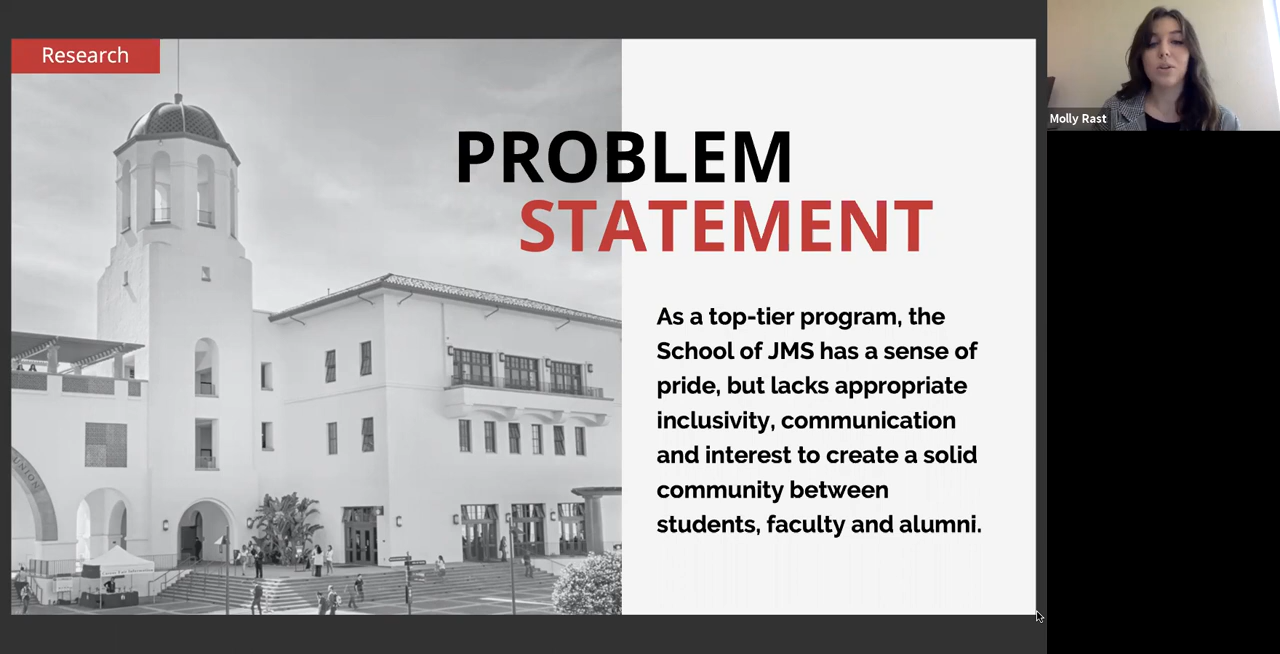 Research
PROBLEM
STATEMENT
As a top-tier program, the
School of JMS has a sense of
pride, but lacks appropriate
inclusivity, communication
and interest to create a solid
community between
students, faculty and alumni.
Molly Rast
UNION